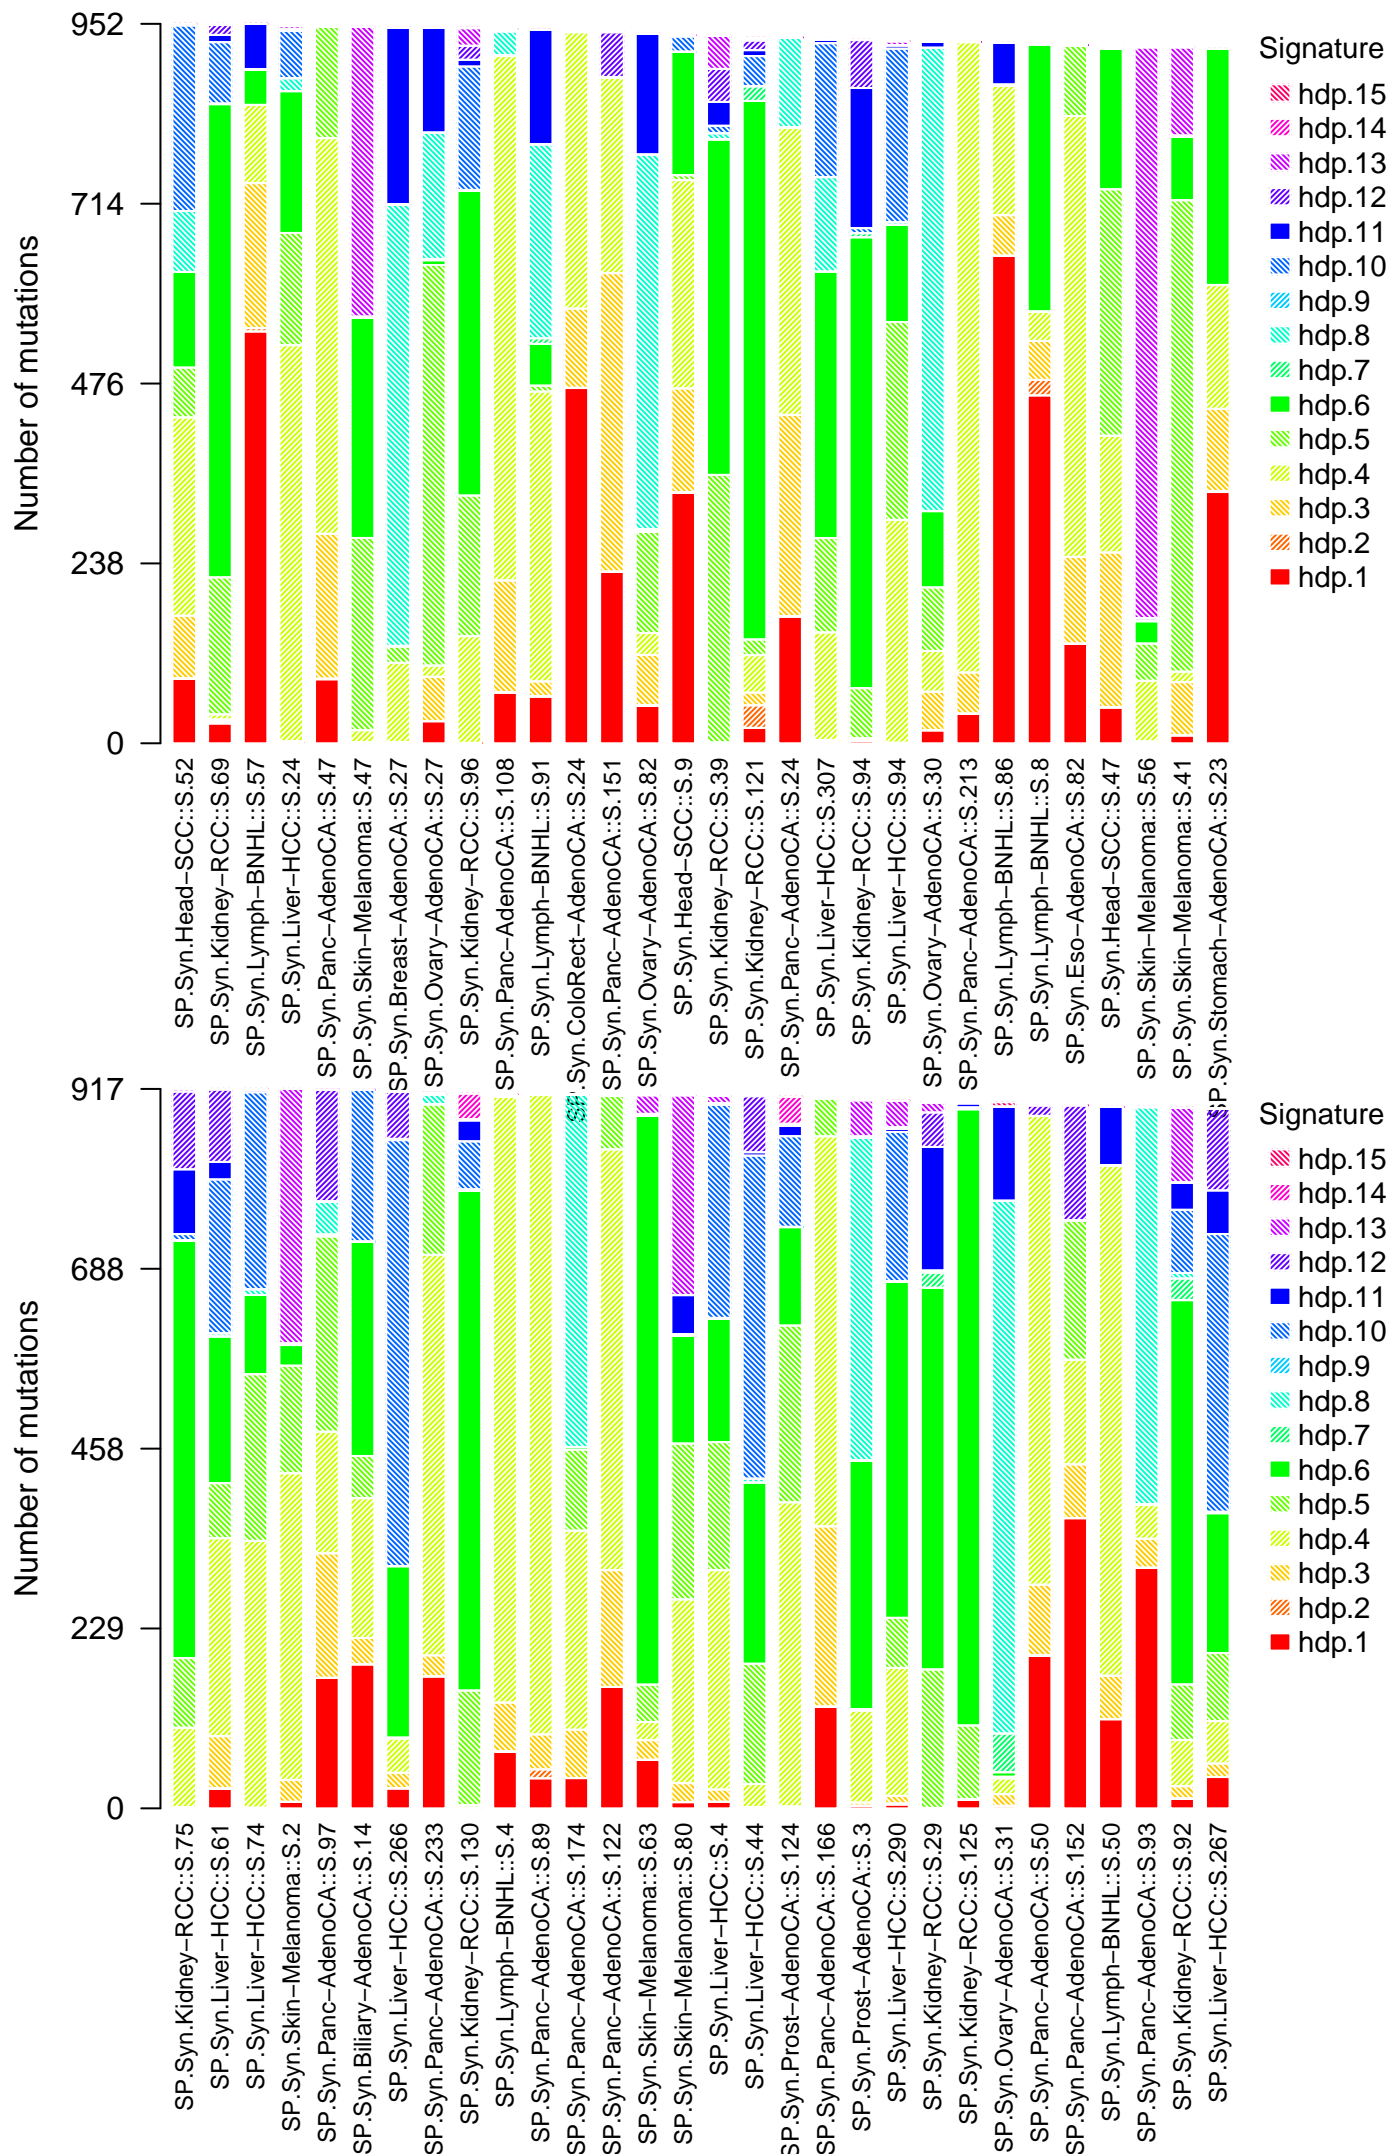 952
714
476
238
0
Number of mutations
Signature
hdp.15
hdp.14
hdp.13
hdp.12
hdp.11
hdp.10
hdp.9
hdp.8
hdp.7
hdp.6
hdp.5
hdp.4
hdp.3
hdp.2
hdp.1
SP.Syn.Head−SCC::S.52
SP.Syn.Kidney−RCC::S.69
SP.Syn.Lymph−BNHL::S.57
SP.Syn.Liver−HCC::S.24
SP.Syn.Panc−AdenoCA::S.47
SP.Syn.Skin−Melanoma::S.47
SP.Syn.Breast−AdenoCA::S.27
SP.Syn.Ovary−AdenoCA::S.27
SP.Syn.Kidney−RCC::S.96
SP.Syn.Panc−AdenoCA::S.108
SP.Syn.Lymph−BNHL::S.91
SP.Syn.ColoRect−AdenoCA::S.24
SP.Syn.Panc−AdenoCA::S.151
SP.Syn.Ovary−AdenoCA::S.82
SP.Syn.Head−SCC::S.9
SP.Syn.Kidney−RCC::S.39
SP.Syn.Kidney−RCC::S.121
SP.Syn.Panc−AdenoCA::S.24
SP.Syn.Liver−HCC::S.307
SP.Syn.Kidney−RCC::S.94
SP.Syn.Liver−HCC::S.94
SP.Syn.Ovary−AdenoCA::S.30
SP.Syn.Panc−AdenoCA::S.213
SP.Syn.Lymph−BNHL::S.86
SP.Syn.Lymph−BNHL::S.8
SP.Syn.Eso−AdenoCA::S.82
SP.Syn.Head−SCC::S.47
SP.Syn.Skin−Melanoma::S.56
SP.Syn.Skin−Melanoma::S.41
SP.Syn.Stomach−AdenoCA::S.23
917
688
458
229
0
Number of mutations
Signature
hdp.15
hdp.14
hdp.13
hdp.12
hdp.11
hdp.10
hdp.9
hdp.8
hdp.7
hdp.6
hdp.5
hdp.4
hdp.3
hdp.2
hdp.1
SP.Syn.Kidney−RCC::S.75
SP.Syn.Liver−HCC::S.61
SP.Syn.Liver−HCC::S.74
SP.Syn.Skin−Melanoma::S.2
SP.Syn.Panc−AdenoCA::S.97
SP.Syn.Biliary−AdenoCA::S.14
SP.Syn.Liver−HCC::S.266
SP.Syn.Panc−AdenoCA::S.233
SP.Syn.Kidney−RCC::S.130
SP.Syn.Lymph−BNHL::S.4
SP.Syn.Panc−AdenoCA::S.89
SP.Syn.Panc−AdenoCA::S.174
SP.Syn.Panc−AdenoCA::S.122
SP.Syn.Skin−Melanoma::S.63
SP.Syn.Skin−Melanoma::S.80
SP.Syn.Liver−HCC::S.4
SP.Syn.Liver−HCC::S.44
SP.Syn.Prost−AdenoCA::S.124
SP.Syn.Panc−AdenoCA::S.166
SP.Syn.Prost−AdenoCA::S.3
SP.Syn.Liver−HCC::S.290
SP.Syn.Kidney−RCC::S.29
SP.Syn.Kidney−RCC::S.125
SP.Syn.Ovary−AdenoCA::S.31
SP.Syn.Panc−AdenoCA::S.50
SP.Syn.Panc−AdenoCA::S.152
SP.Syn.Lymph−BNHL::S.50
SP.Syn.Panc−AdenoCA::S.93
SP.Syn.Kidney−RCC::S.92
SP.Syn.Liver−HCC::S.267